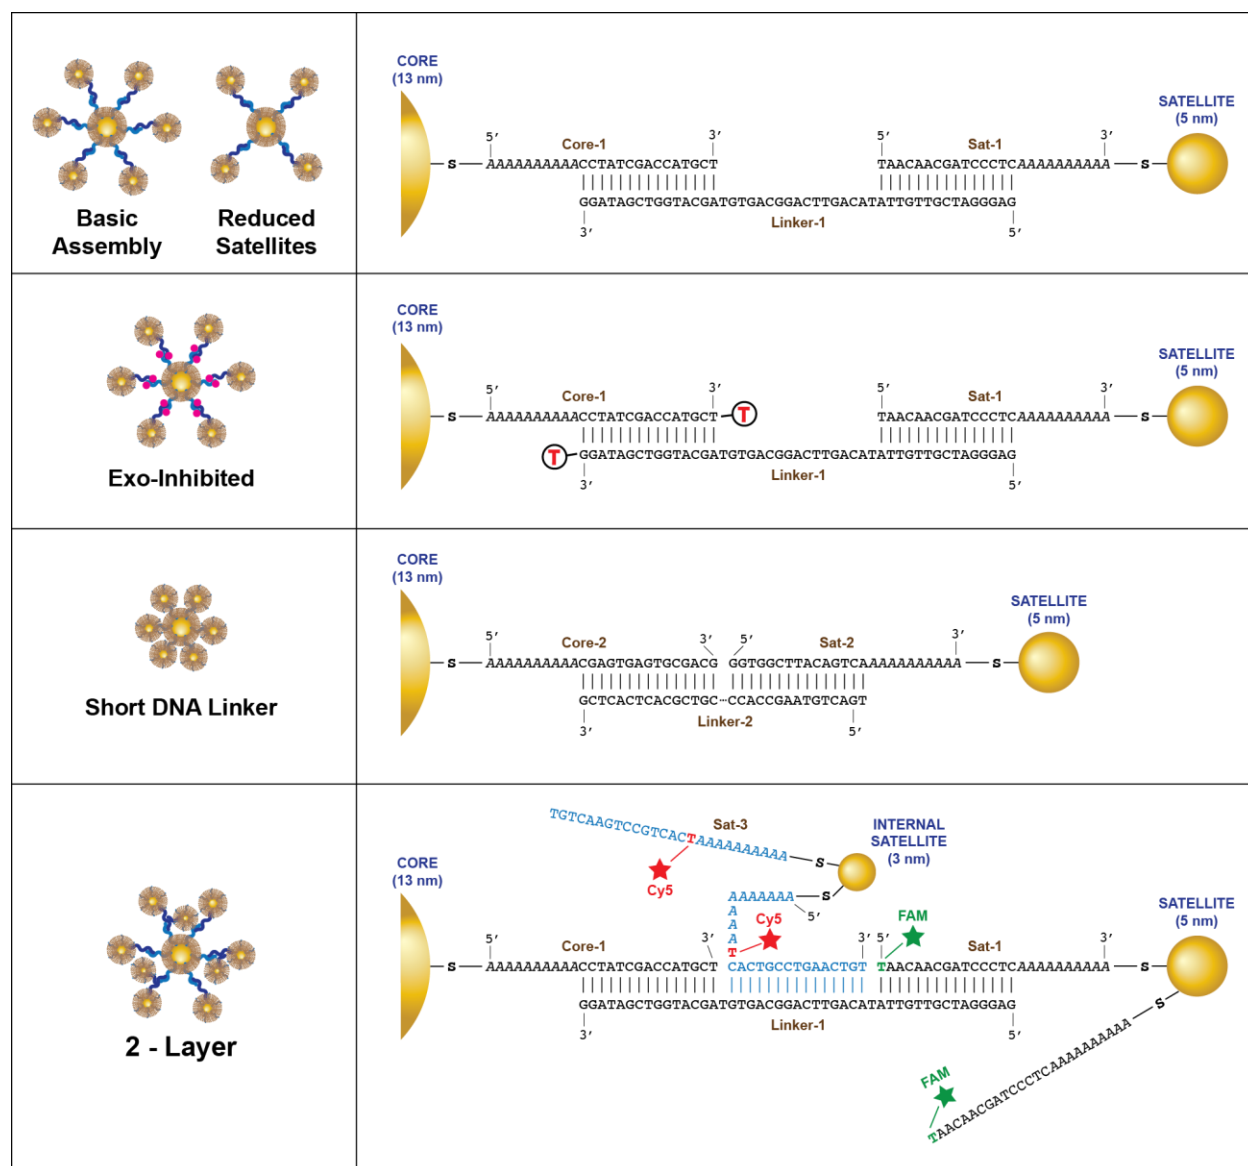 Basic
Assembly
Reduced
Satellites
CORE
(13 nm)
SATELLITE
(5 nm)
5′
Core-1
3′
5′
Sat-1
3′
S
AAAAAAAAAACCTATCGACCATGCT
TAACAACGATCCCTCAAAAAAAAAA
S
GGATAGCTGGTACGATGTGACGGACTTGACATATTGTTGCTAGGGAG
3′
Linker-1
5′
Exo-Inhibited
CORE
(13 nm)
SATELLITE
(5 nm)
5′
Core-1
3′
5′
Sat-1
3′
S
AAAAAAAAAACCTATCGACCATGCT
T
TAACAACGATCCCTCAAAAAAAAAA
S
T
GGATAGCTGGTACGATGTGACGGACTTGACATATTGTTGCTAGGGAG
3′
Linker-1
5′
Short DNA Linker
CORE
(13 nm)
SATELLITE
(5 nm)
5′
Core-2
3′
5′
Sat-2
3′
S
AAAAAAAAAACGAGTGAGTGCGACG
GGTGGCTTACAGTCAAAAAAAAAAA
S
GCTCACTCACGCTGC┈CCACCGAATGTCAGT
3′
Linker-2
5′
2 - Layer
TGTCAAGTCCGTCACTAAAAAAAAAA
Sat-3
S
INTERNAL
SATELLITE
(3 nm)
Cy5
CORE
(13 nm)
SATELLITE
(5 nm)
AAAAAAA
S
A
A
A
T
5′
Cy5
FAM
5′
Core-1
3′
3′
5′
Sat-1
3′
S
AAAAAAAAAACCTATCGACCATGCT
CACTGCCTGAACTGT
TAACAACGATCCCTCAAAAAAAAAA
S
GGATAGCTGGTACGATGTGACGGACTTGACATATTGTTGCTAGGGAG
S
3′
Linker-1
5′
FAM
TAACAACGATCCCTCAAAAAAAAAA